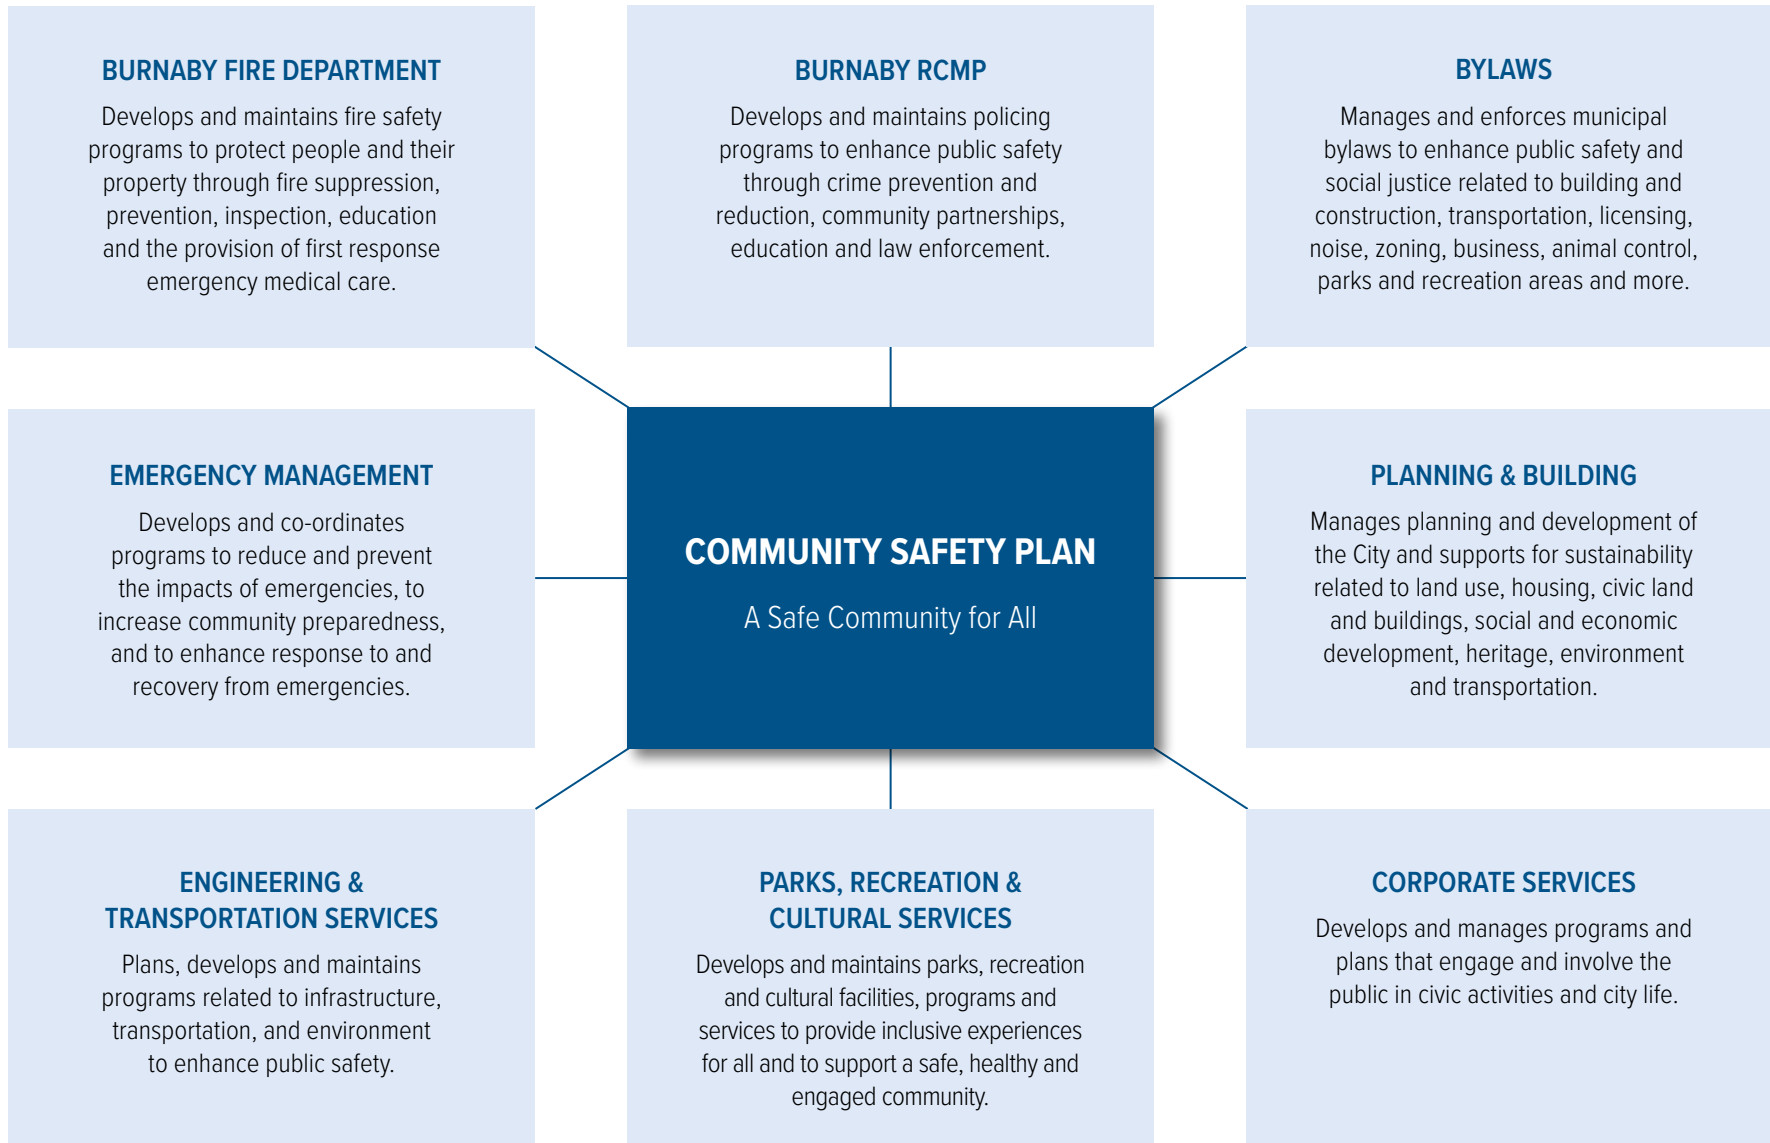 BURNABY FIRE DEPARTMENT
Develops and maintains fire safety
programs to protect people and their
property through fire suppression,
prevention, inspection, education
and the provision of first response
emergency medical care.
BURNABY RCMP
Develops and maintains policing
programs to enhance public safety
through crime prevention and
reduction, community partnerships,
education and law enforcement.
BYLAWS
Manages and enforces municipal
bylaws to enhance public safety and
social justice related to building and
construction, transportation, licensing,
noise, zoning, business, animal control,
parks and recreation areas and more.
EMERGENCY MANAGEMENT
Develops and co-ordinates
programs to reduce and prevent
the impacts of emergencies, to
increase community preparedness,
and to enhance response to and
recovery from emergencies.
COMMUNITY SAFETY PLAN
A Safe Community for All
PLANNING & BUILDING
Manages planning and development of
the City and supports for sustainability
related to land use, housing, civic land
and buildings, social and economic
development, heritage, environment
and transportation.
ENGINEERING &
TRANSPORTATION SERVICES
Plans, develops and maintains
programs related to infrastructure,
transportation, and environment
to enhance public safety.
PARKS, RECREATION &
CULTURAL SERVICES
Develops and maintains parks, recreation
and cultural facilities, programs and
services to provide inclusive experiences
for all and to support a safe, healthy and
engaged community.
CORPORATE SERVICES
Develops and manages programs and
plans that engage and involve the
public in civic activities and city life.